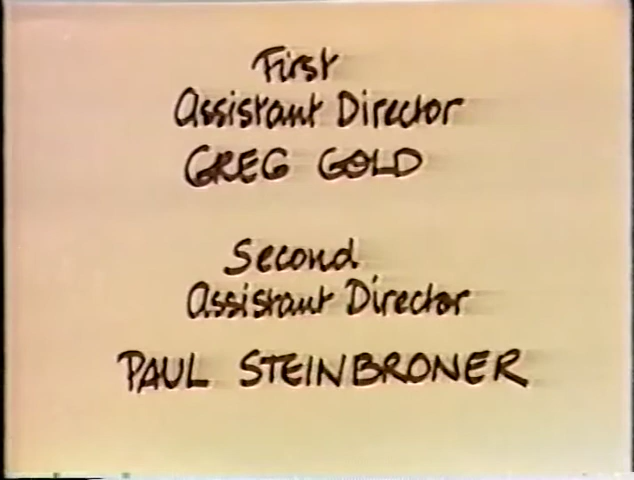 First
Assistant Director
GREG GOLD
Second
Assistant Director
PAUL STEINBRONER